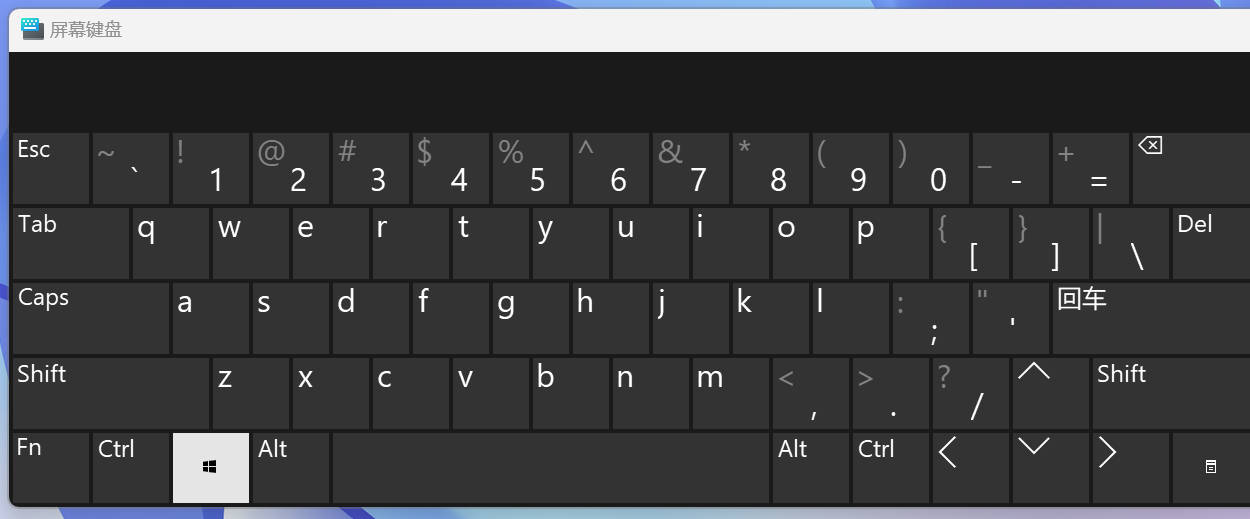 屏幕键盘
Esc ~ ` ! 1 @ 2 # 3 $ 4 % 5 ^ 6 & 7 * 8 ( 9 ) 0 _ - + =
Tab q w e r t y u i o p { [ } ] | \ Del
Caps a s d f g h j k l : ; " ' 回车
Shift z x c v b n m < , > . ? / Shift
Fn Ctrl Alt Alt Ctrl